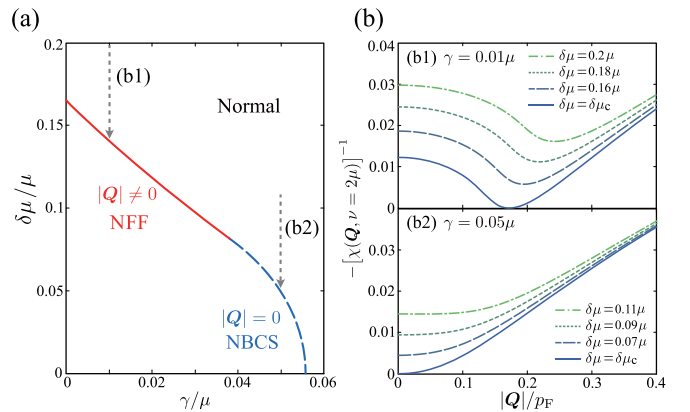 (a)
0.2
0.15
0.1
0.05
0
0
0.02
0.04
0.06
δμ/μ
γ/μ
(b1)
Normal
|Q| ≠ 0
NFF
(b2)
|Q| = 0
NBCS
(b)
(b1) γ = 0.01μ
δμ = 0.2μ
δμ = 0.18μ
δμ = 0.16μ
δμ = δμc
0.04
0.03
0.02
0.01
0
−[χ(Q, ν = 2μ)]⁻¹
(b2) γ = 0.05μ
δμ = 0.11μ
δμ = 0.09μ
δμ = 0.07μ
δμ = δμc
0.03
0.02
0.01
0
0
0.1
0.2
0.3
0.4
|Q|/pF